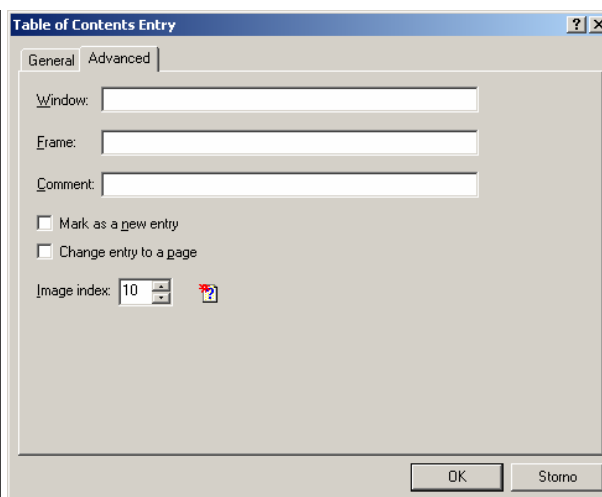 Table of Contents Entry
General Advanced
Window:
Frame:
Comment:
Mark as a new entry
Change entry to a page
Image index: 10
OK Storno